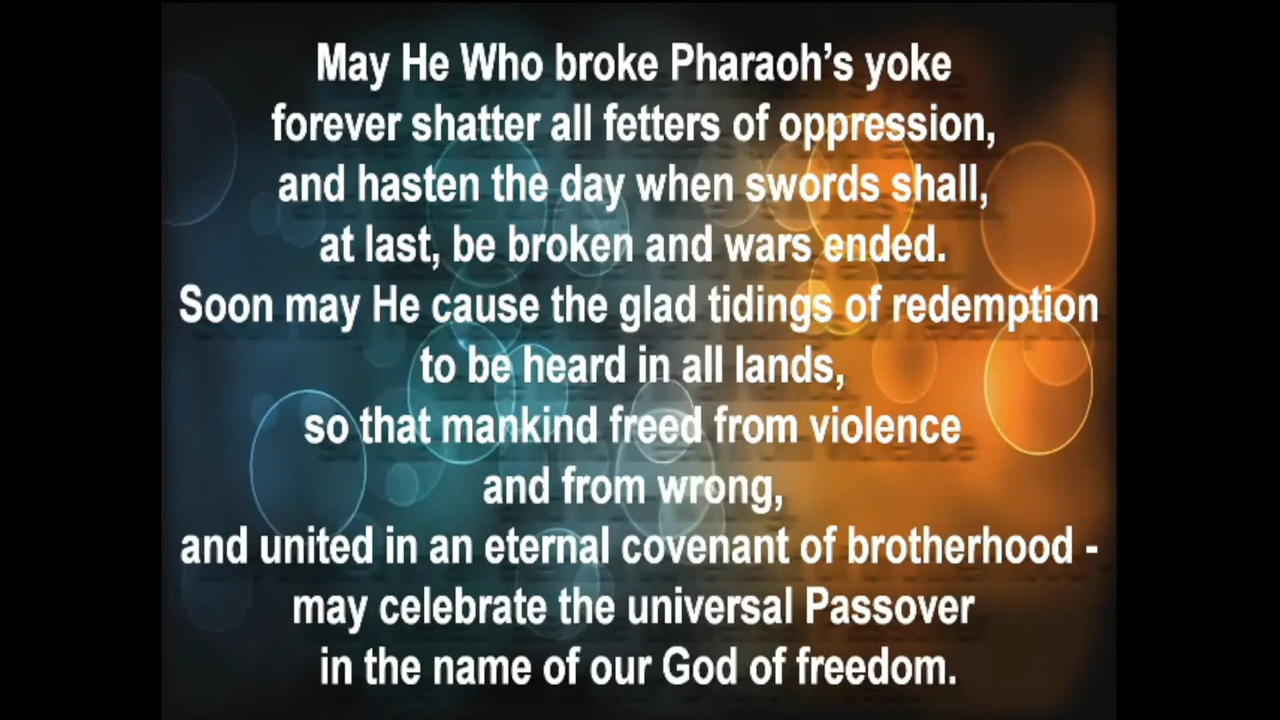 May He Who broke Pharaoh’s yoke
forever shatter all fetters of oppression,
and hasten the day when swords shall,
at last, be broken and wars ended.
Soon may He cause the glad tidings of redemption
to be heard in all lands,
so that mankind freed from violence
and from wrong,
and united in an eternal covenant of brotherhood -
may celebrate the universal Passover
in the name of our God of freedom.